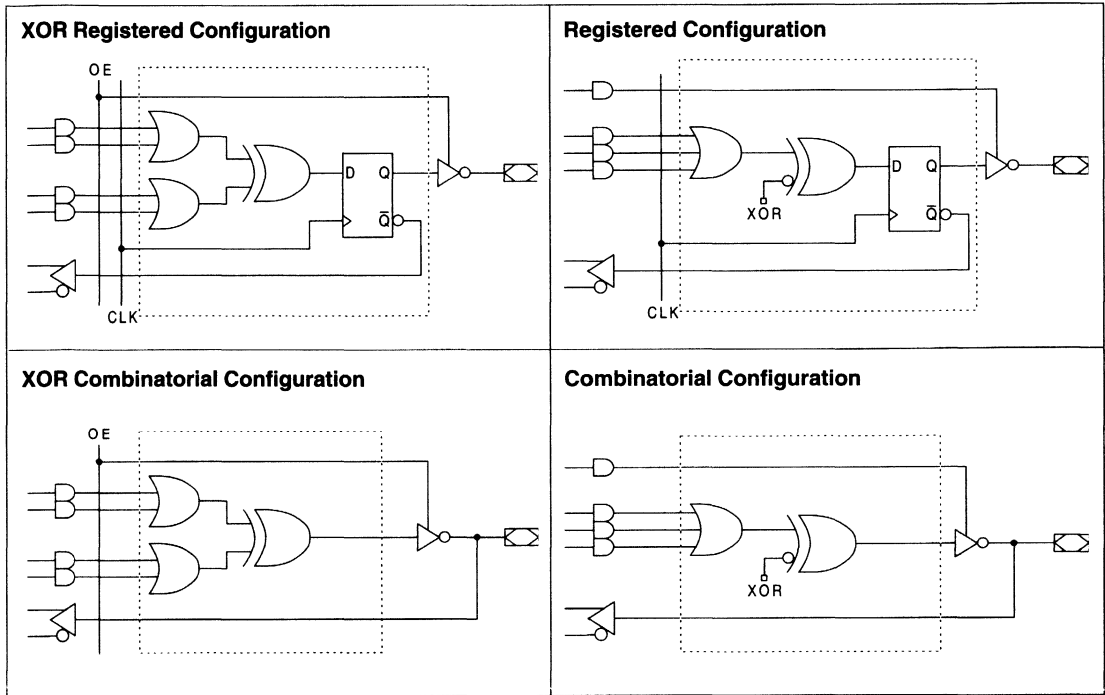 XOR Registered Configuration
OE
D Q
Q̅
CLK
Registered Configuration
D Q
XOR
Q̅
CLK
XOR Combinatorial Configuration
OE
Combinatorial Configuration
XOR